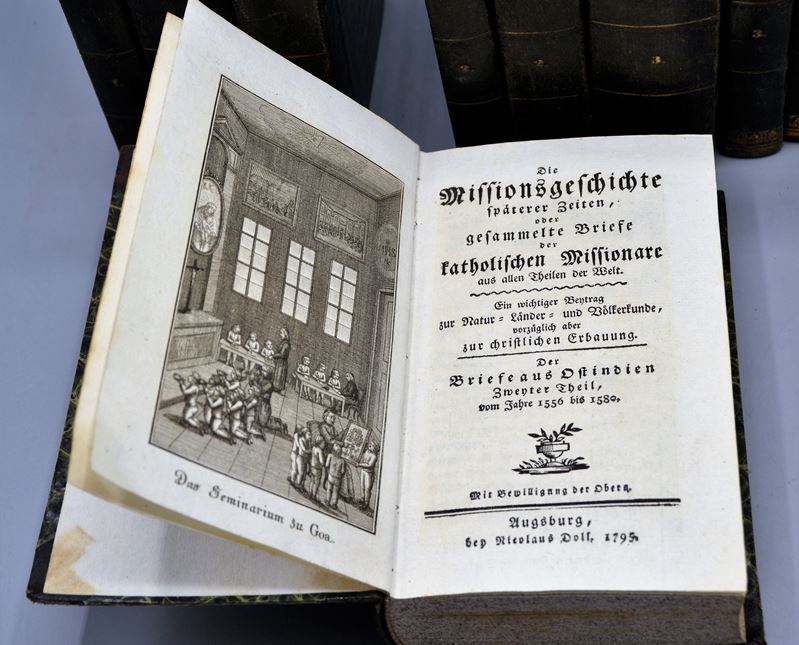 Das Seminarium zu Goa.
Die
Missionsgeschichte
späterer Zeiten,
oder
gesammelte Briefe
der
katholischen Missionare
aus allen Theilen der Welt.
Ein wichtiger Beytrag
zur Natur- Länder- und Völkerkunde,
vorzüglich aber
zur christlichen Erbauung.
Der
Briefe aus Ostindien
Zweyter Theil,
vom Jahre 1556 bis 1580.
Mit Bewilligung der Obern.
Augsburg,
bey Nicolaus Doll, 1795.
3
3